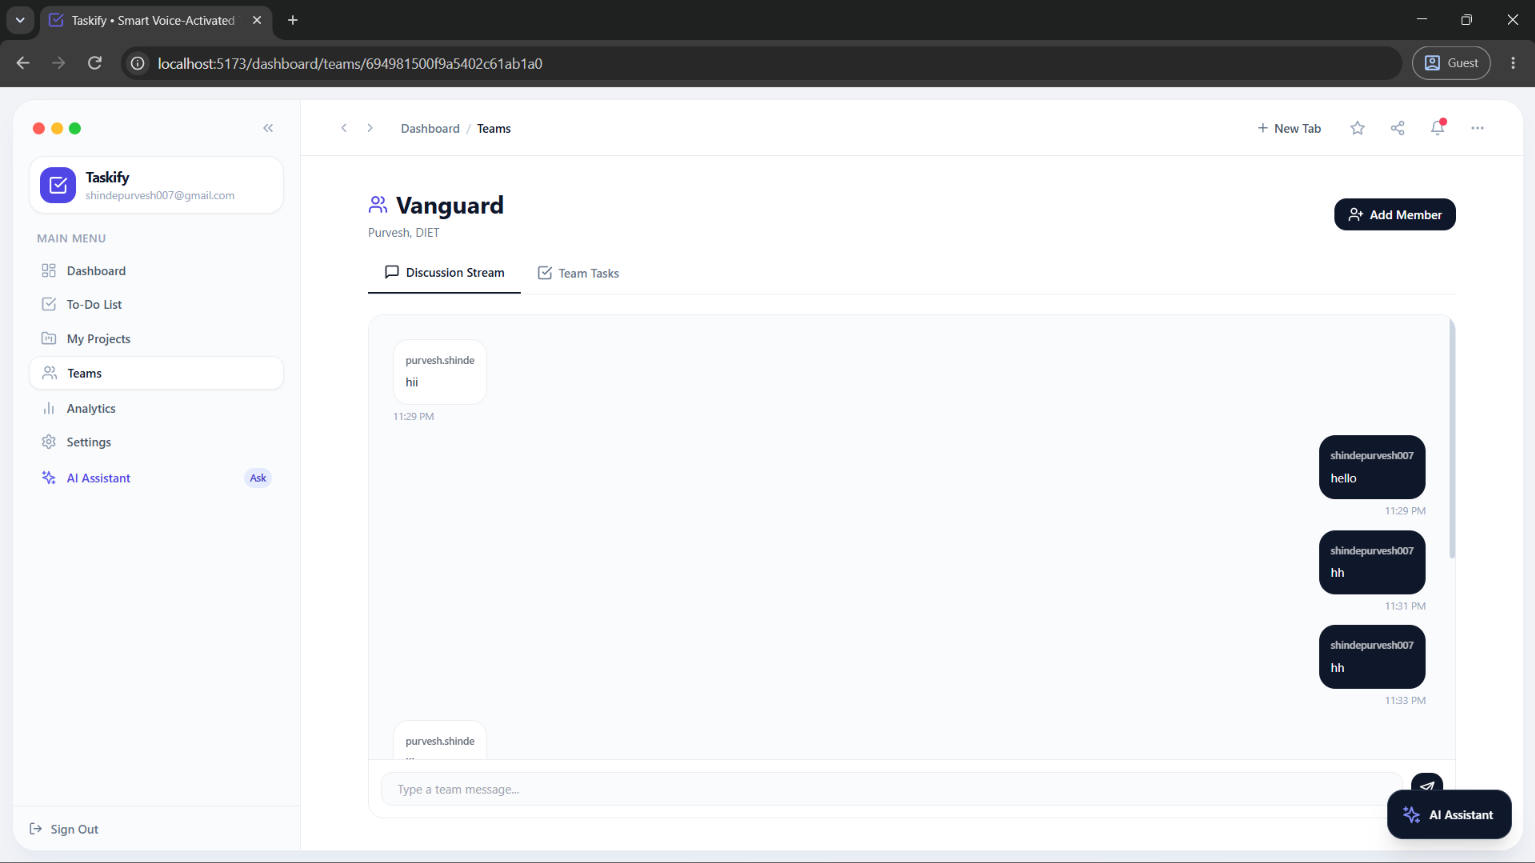 Taskify • Smart Voice-Activated
localhost:5173/dashboard/teams/694981500f9a5402c61ab1a0
Guest
Taskify
shindepurvesh007@gmail.com
MAIN MENU
Dashboard
To-Do List
My Projects
Teams
Analytics
Settings
AI Assistant
Ask
Sign Out
Dashboard / Teams
New Tab
Vanguard
Purvesh, DIET
Add Member
Discussion Stream
Team Tasks
purvesh.shinde
hii
11:29 PM
shindepurvesh007
hello
11:29 PM
shindepurvesh007
hh
11:31 PM
shindepurvesh007
hh
11:33 PM
purvesh.shinde
Type a team message...
AI Assistant